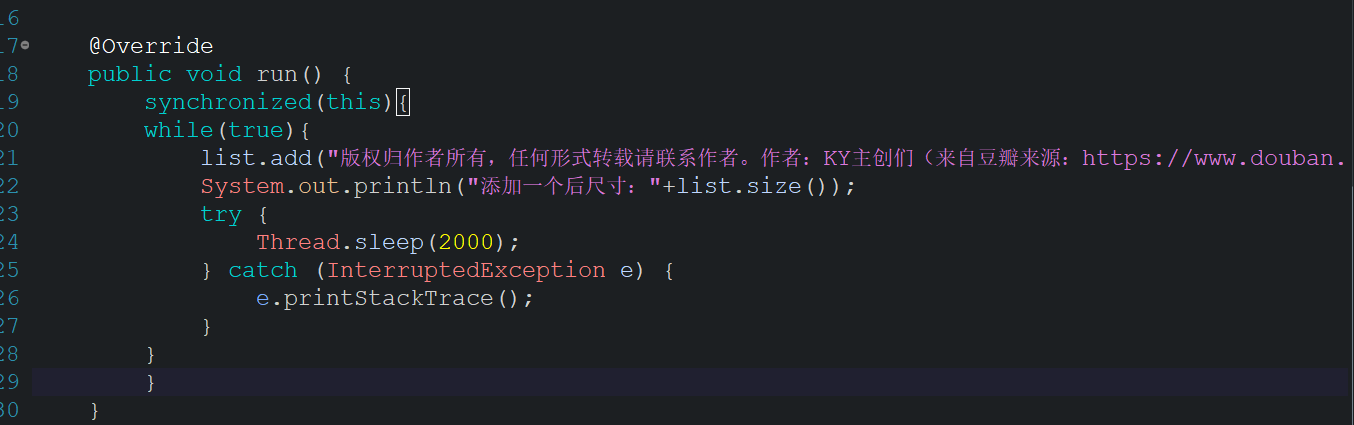 16
17 @Override
18 public void run() {
19 synchronized(this){
20 while(true){
21 list.add("版权归作者所有，任何形式转载请联系作者。作者：KY主创们（来自豆瓣来源：https://www.douban.
22 System.out.println("添加一个后尺寸："+list.size());
23 try {
24 Thread.sleep(2000);
25 } catch (InterruptedException e) {
26 e.printStackTrace();
27 }
28 }
29 }
30 }